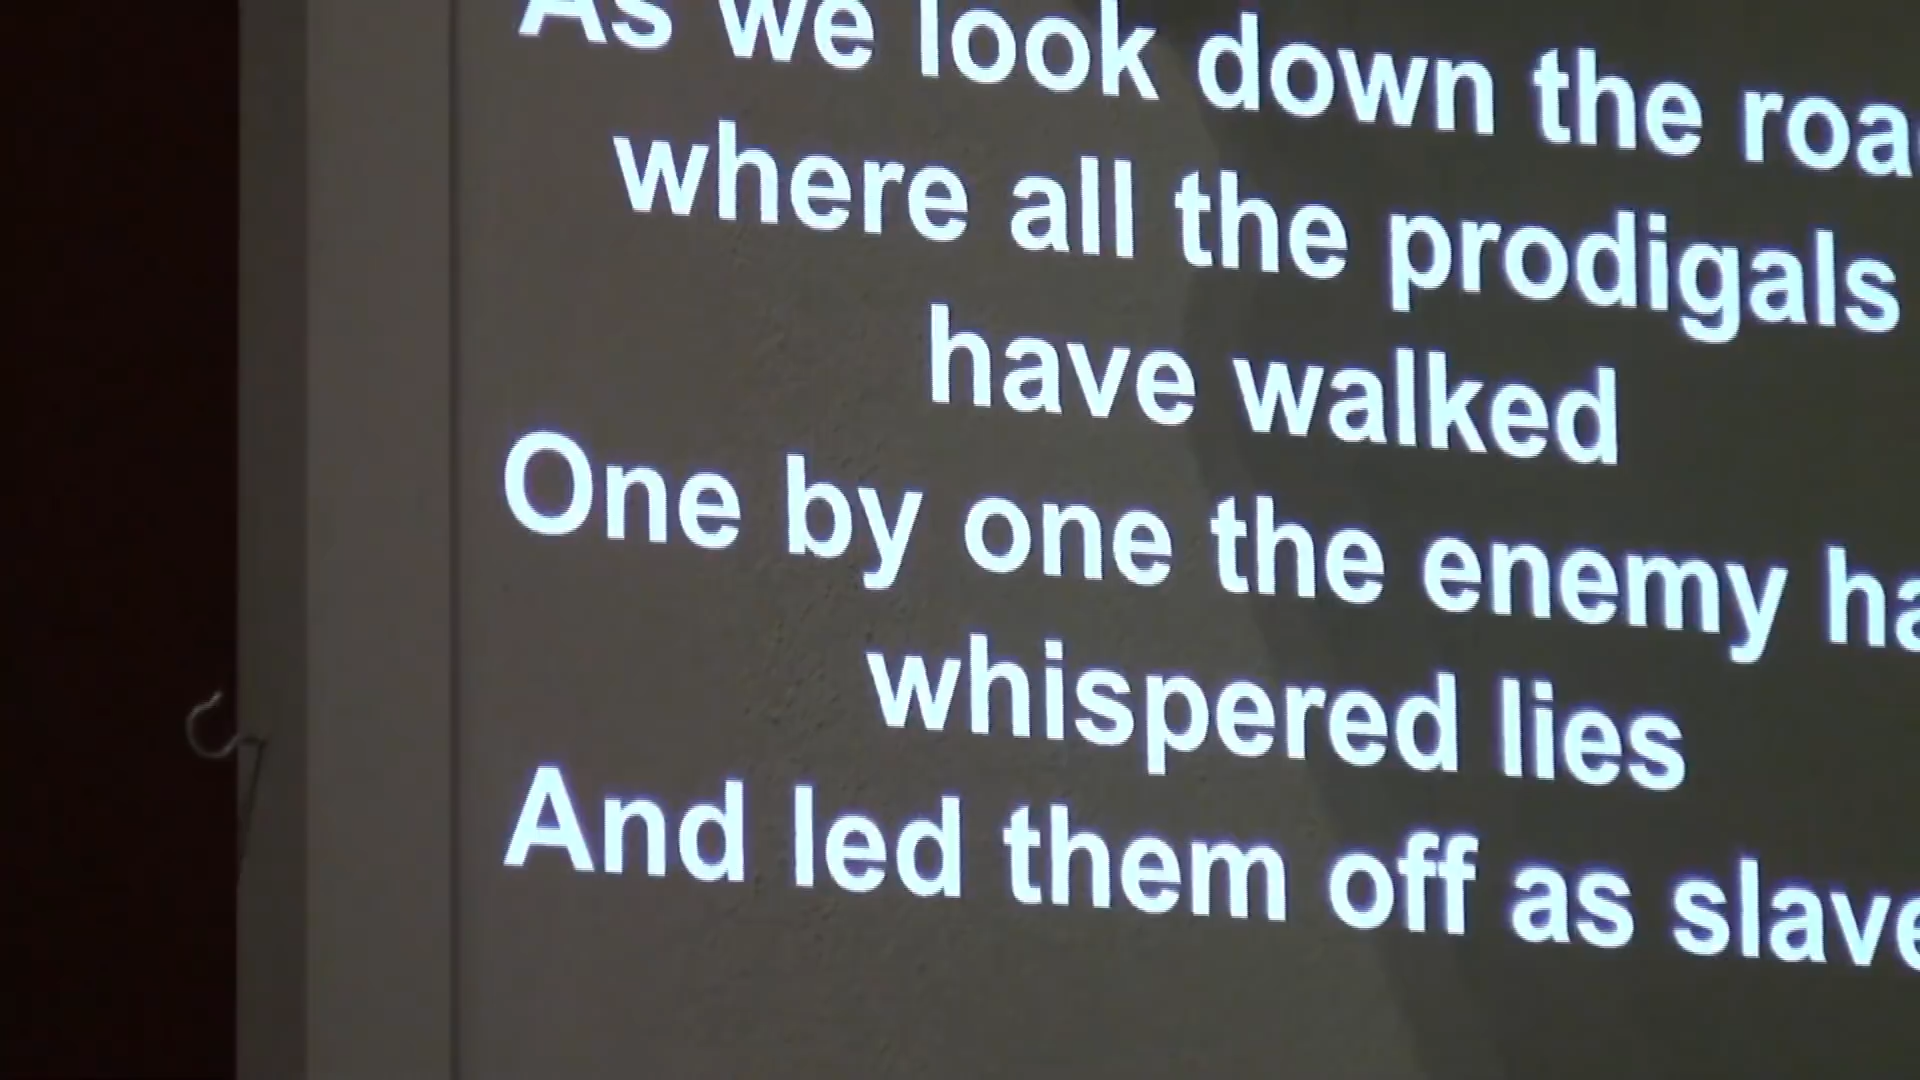 As we look down the roa
where all the prodigals
have walked
One by one the enemy ha
whispered lies
And led them off as slave